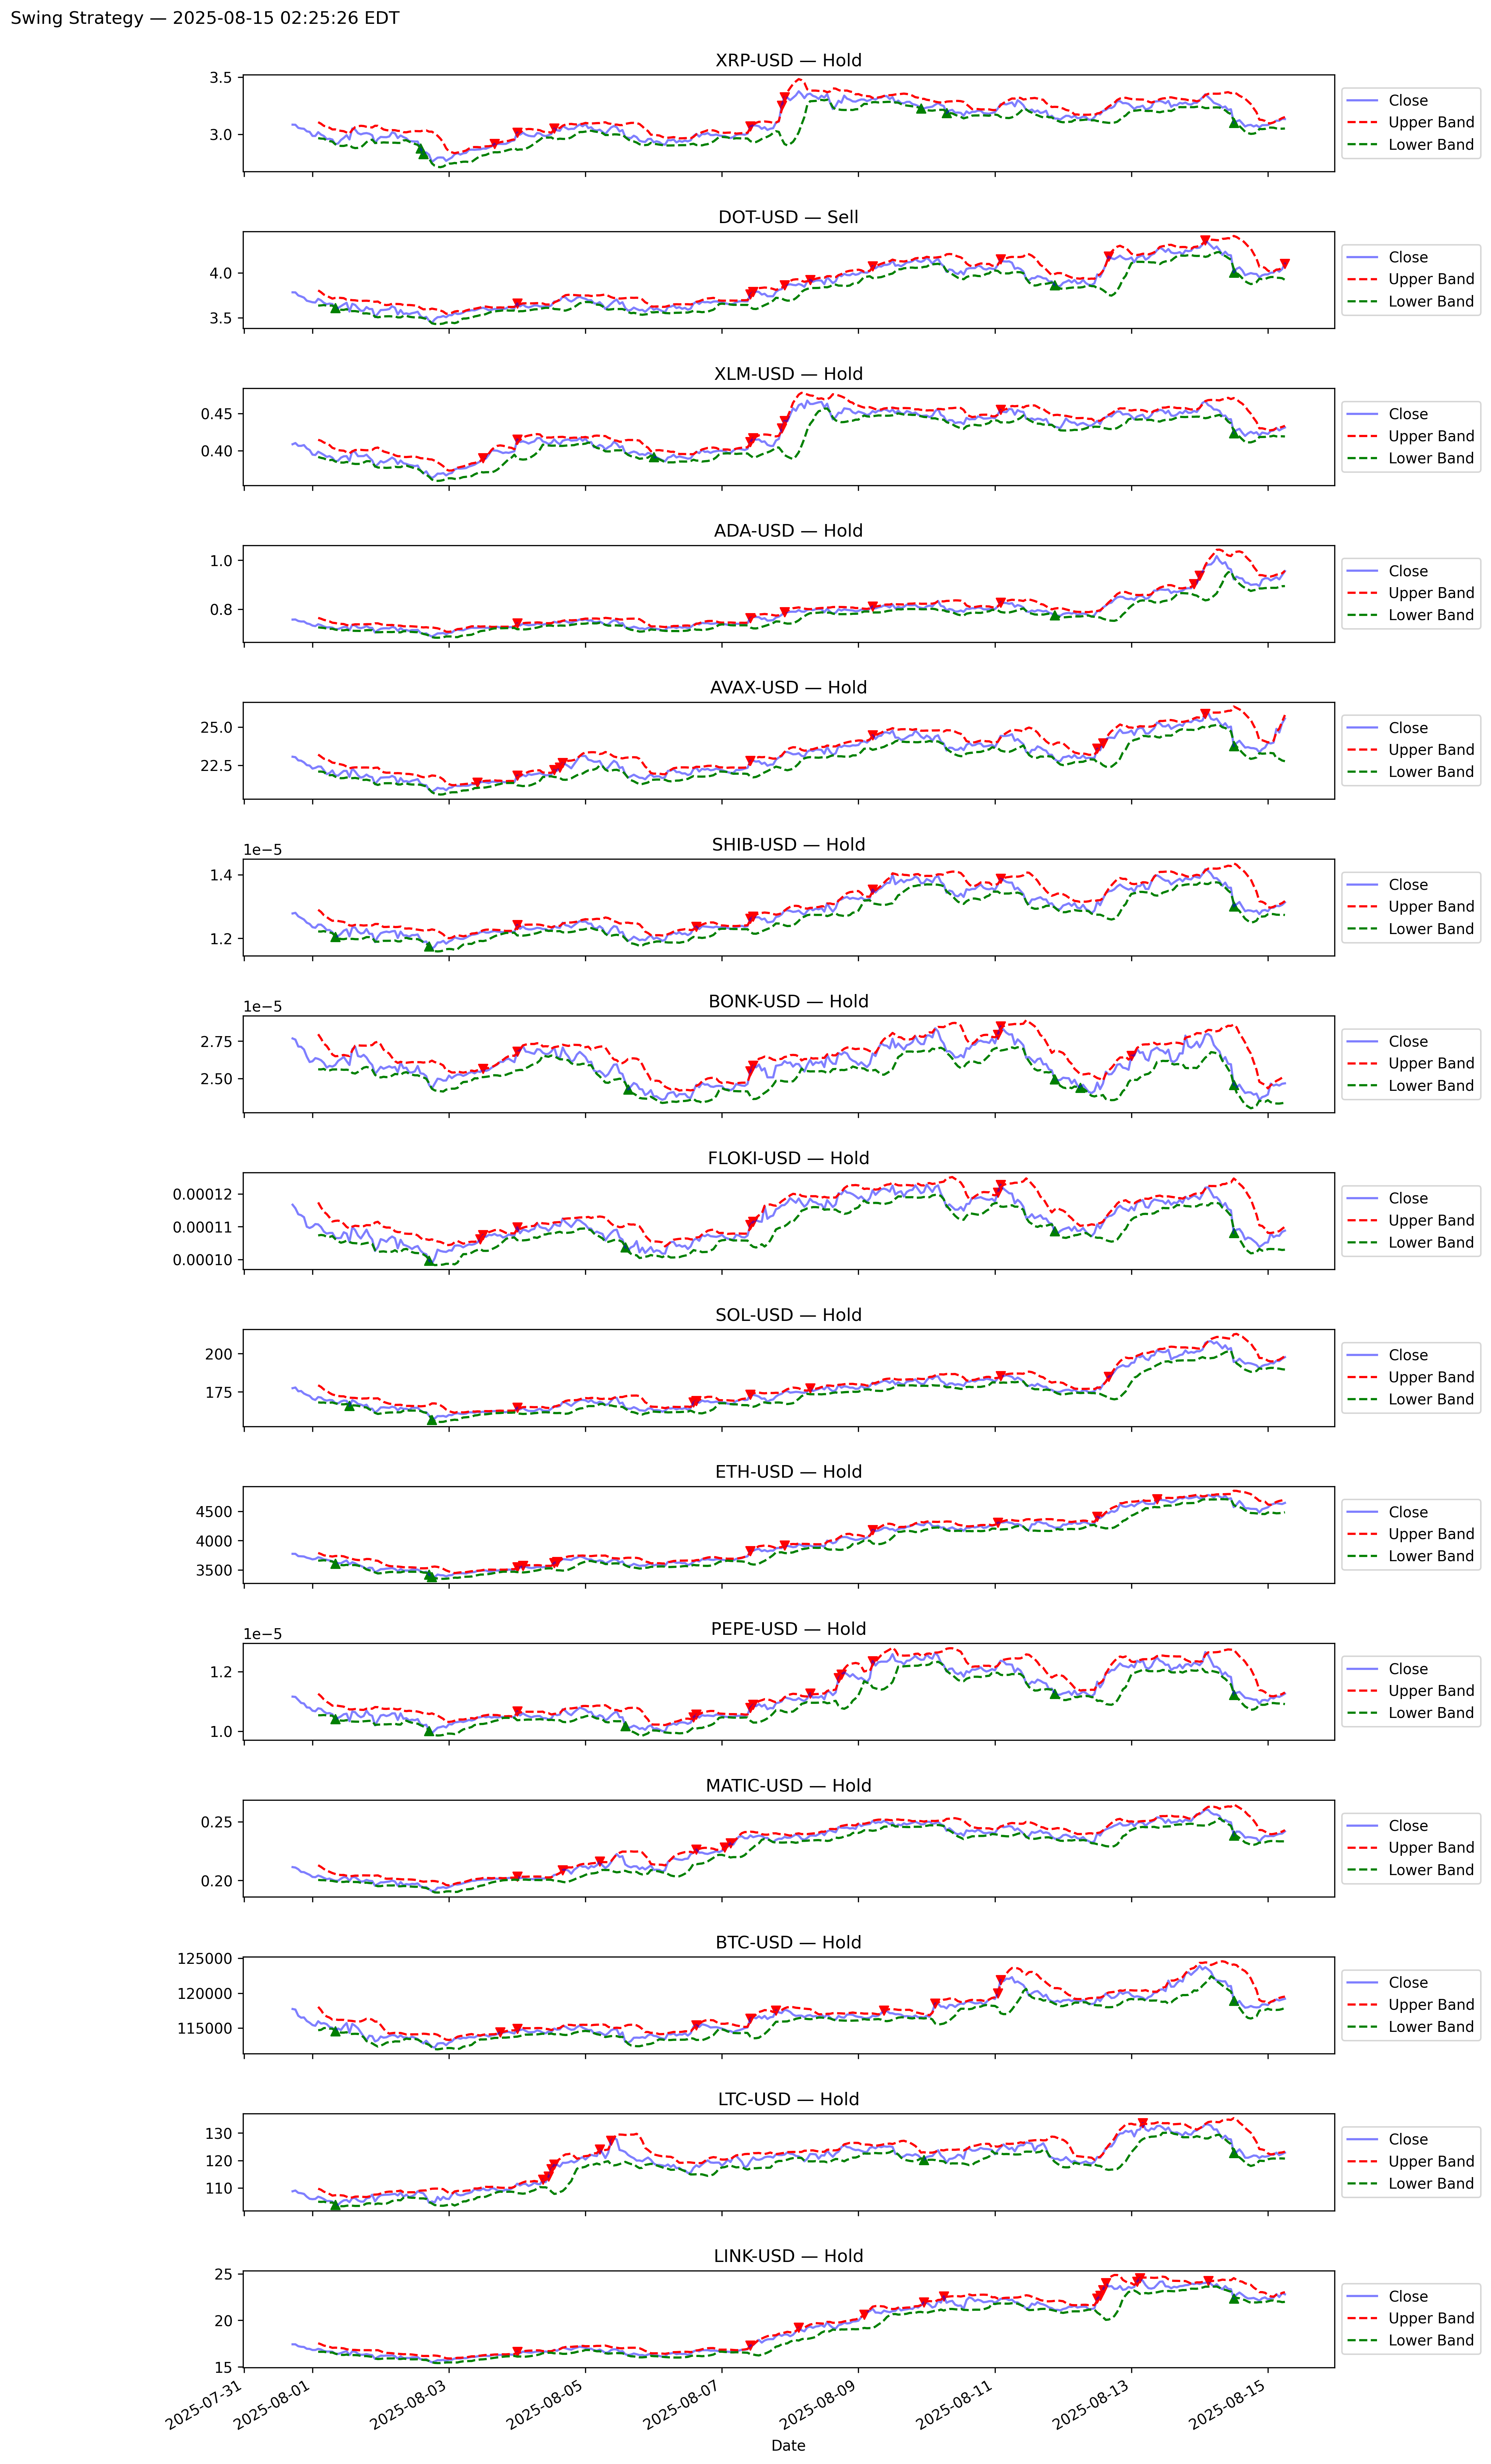 Swing Strategy — 2025-08-15 02:25:26 EDT
XRP-USD — Hold
3.5
3.0
Close
Upper Band
Lower Band
DOT-USD — Sell
4.0
3.5
Close
Upper Band
Lower Band
XLM-USD — Hold
0.45
0.40
Close
Upper Band
Lower Band
ADA-USD — Hold
1.0
0.8
Close
Upper Band
Lower Band
AVAX-USD — Hold
25.0
22.5
Close
Upper Band
Lower Band
SHIB-USD — Hold
1e−5
1.4
1.2
Close
Upper Band
Lower Band
BONK-USD — Hold
1e−5
2.75
2.50
Close
Upper Band
Lower Band
FLOKI-USD — Hold
0.00012
0.00011
0.00010
Close
Upper Band
Lower Band
SOL-USD — Hold
200
175
Close
Upper Band
Lower Band
ETH-USD — Hold
4500
4000
3500
Close
Upper Band
Lower Band
PEPE-USD — Hold
1e−5
1.2
1.0
Close
Upper Band
Lower Band
MATIC-USD — Hold
0.25
0.20
Close
Upper Band
Lower Band
BTC-USD — Hold
125000
120000
115000
Close
Upper Band
Lower Band
LTC-USD — Hold
130
120
110
Close
Upper Band
Lower Band
LINK-USD — Hold
25
20
15
Close
Upper Band
Lower Band
2025-07-31
2025-08-01
2025-08-03
2025-08-05
2025-08-07
2025-08-09
2025-08-11
2025-08-13
2025-08-15
Date